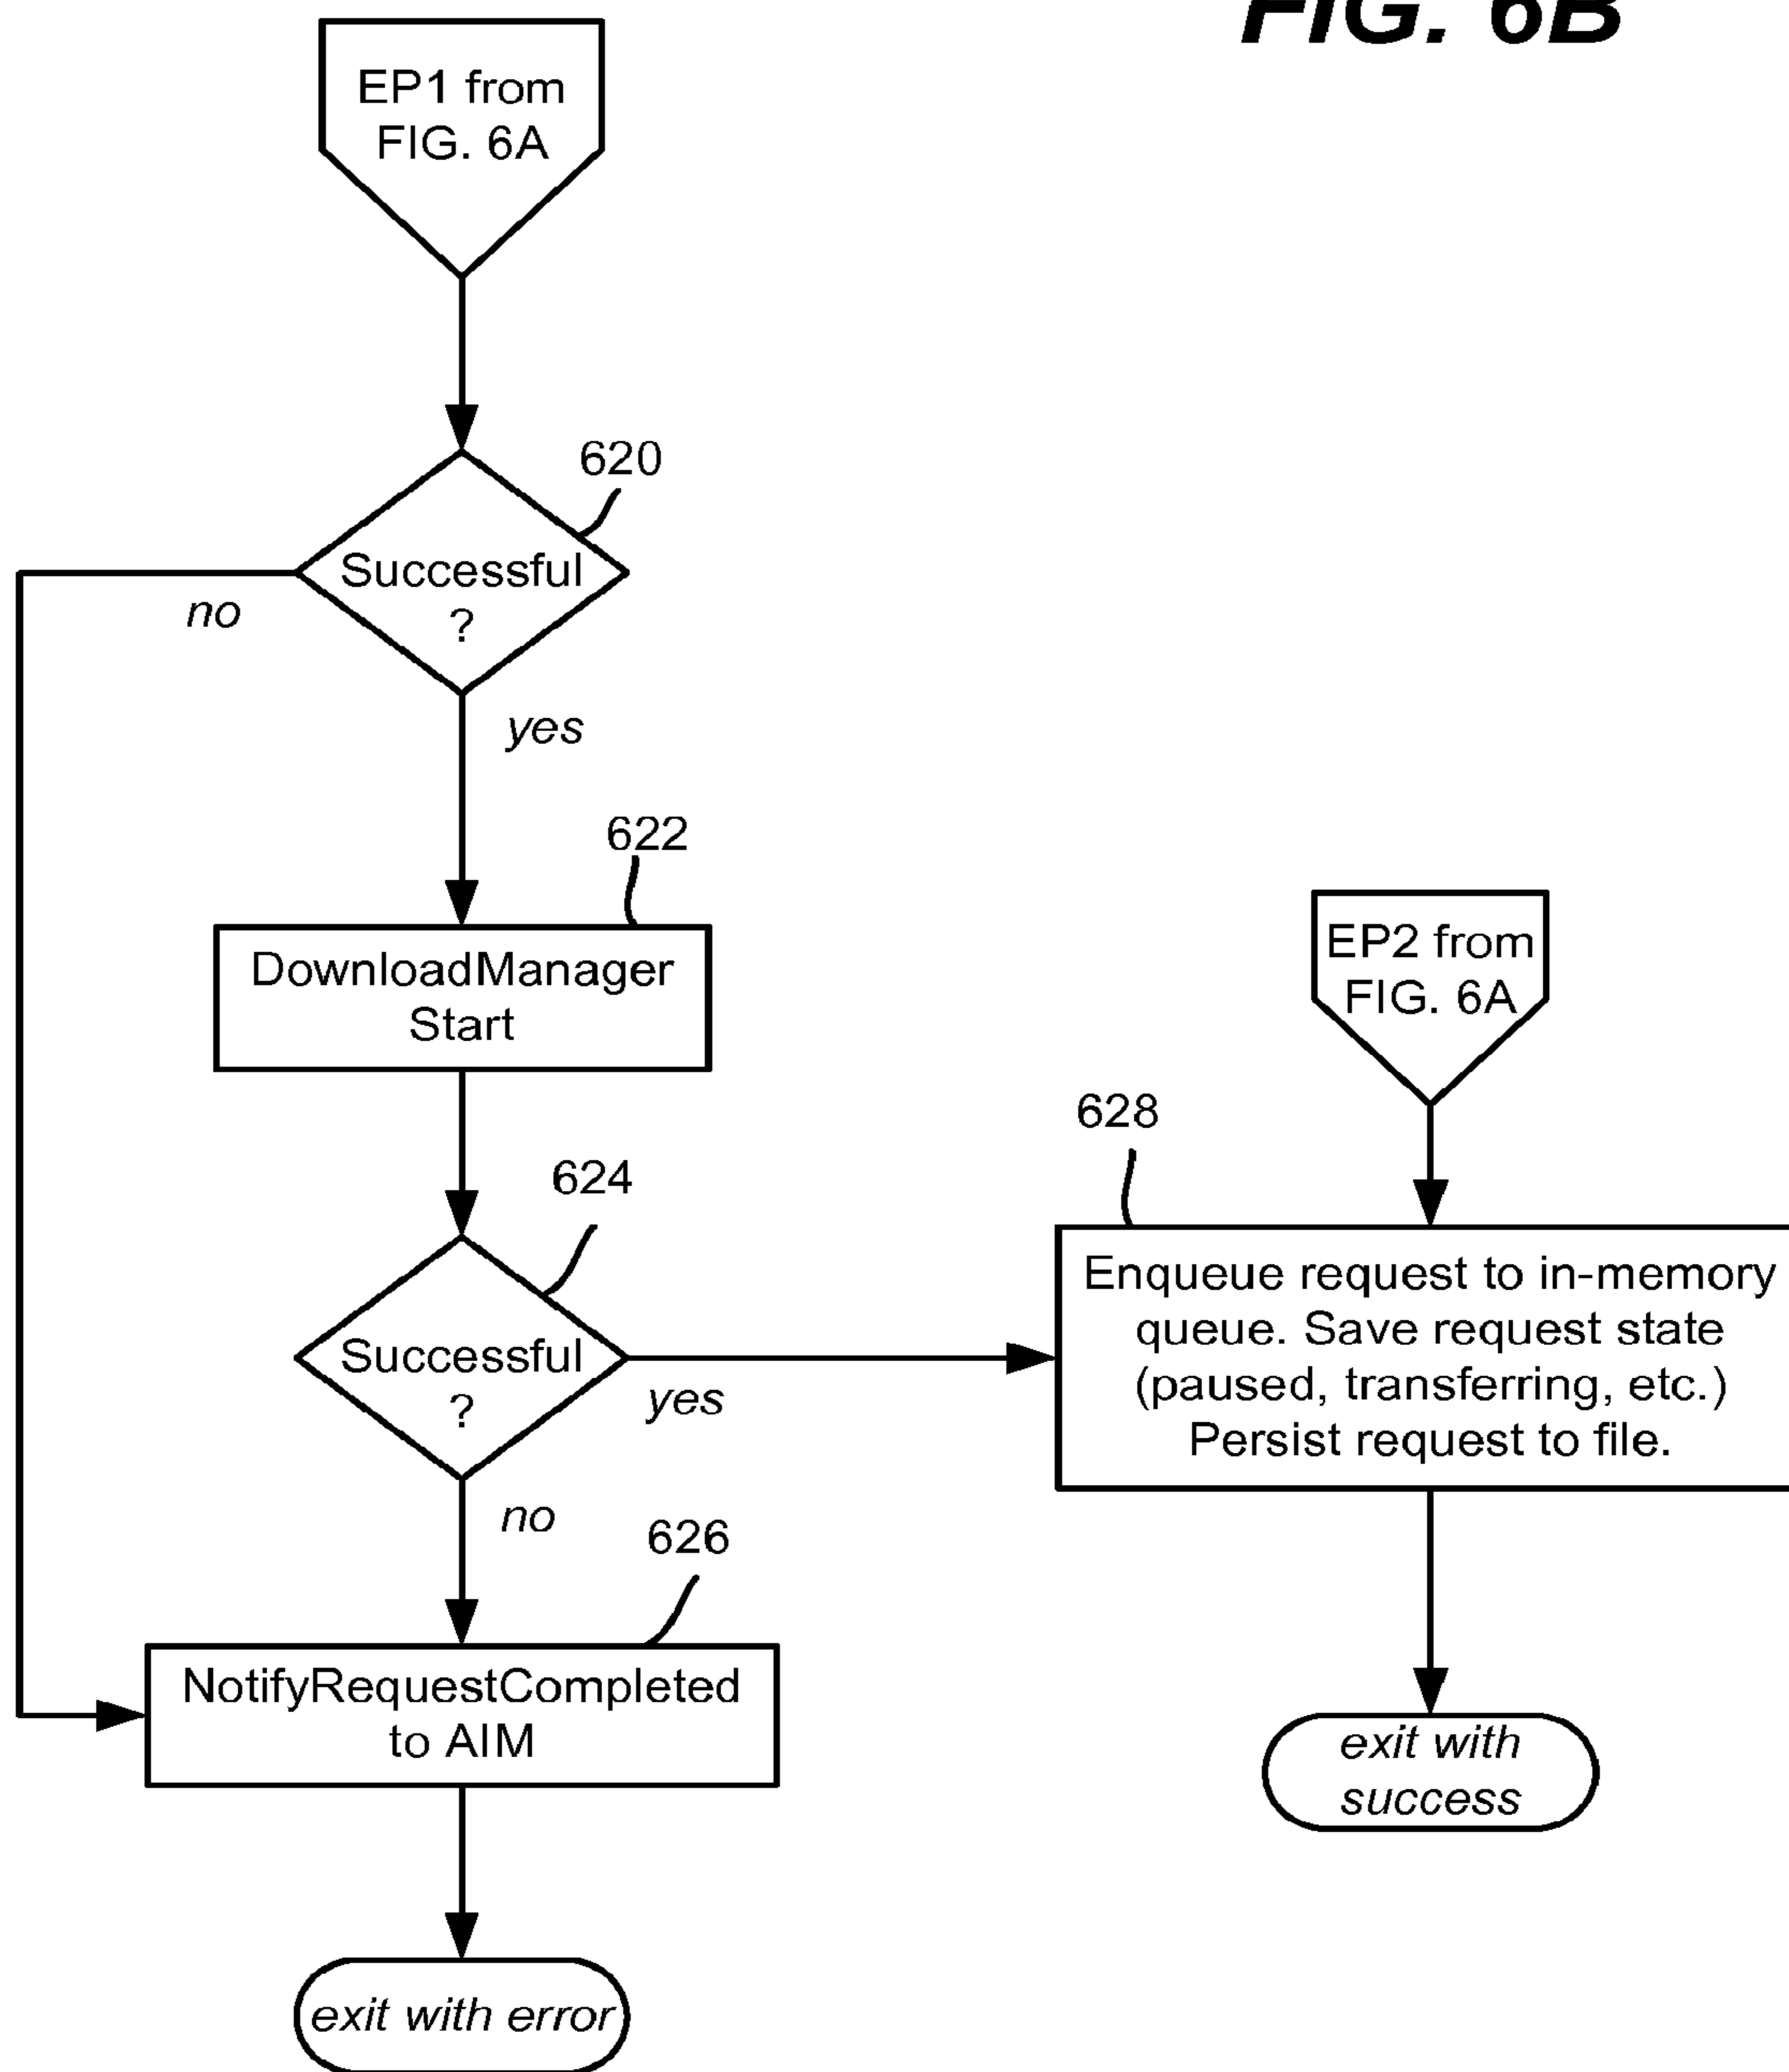 FIG. 6B
EP1 from
FIG. 6A
620
Successful
?
no
yes
622
DownloadManager
Start
624
Successful
?
yes
no
626
NotifyRequestCompleted
to AIM
exit with error
EP2 from
FIG. 6A
628
Enqueue request to in-memory
queue. Save request state
(paused, transferring, etc.)
Persist request to file.
exit with
success